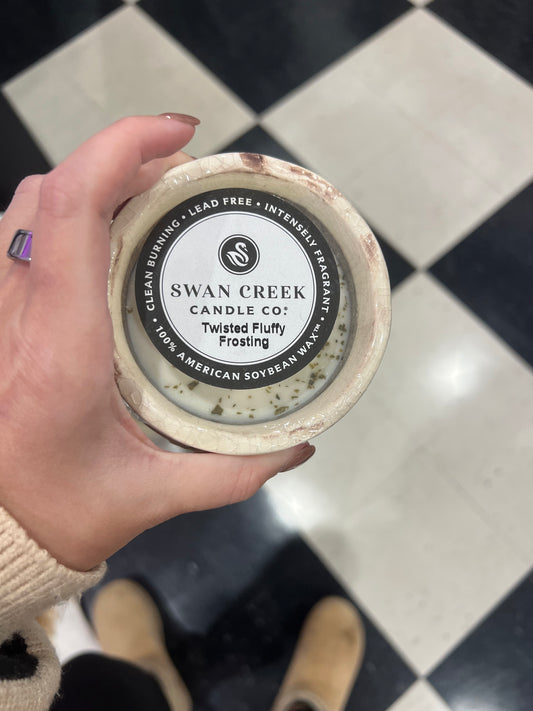 CLEAN BURNING • LEAD FREE • INTENSELY FRAGRANT •
SWAN CREEK
CANDLE CO.®
Twisted Fluffy
Frosting
• 100% AMERICAN SOYBEAN WAX™